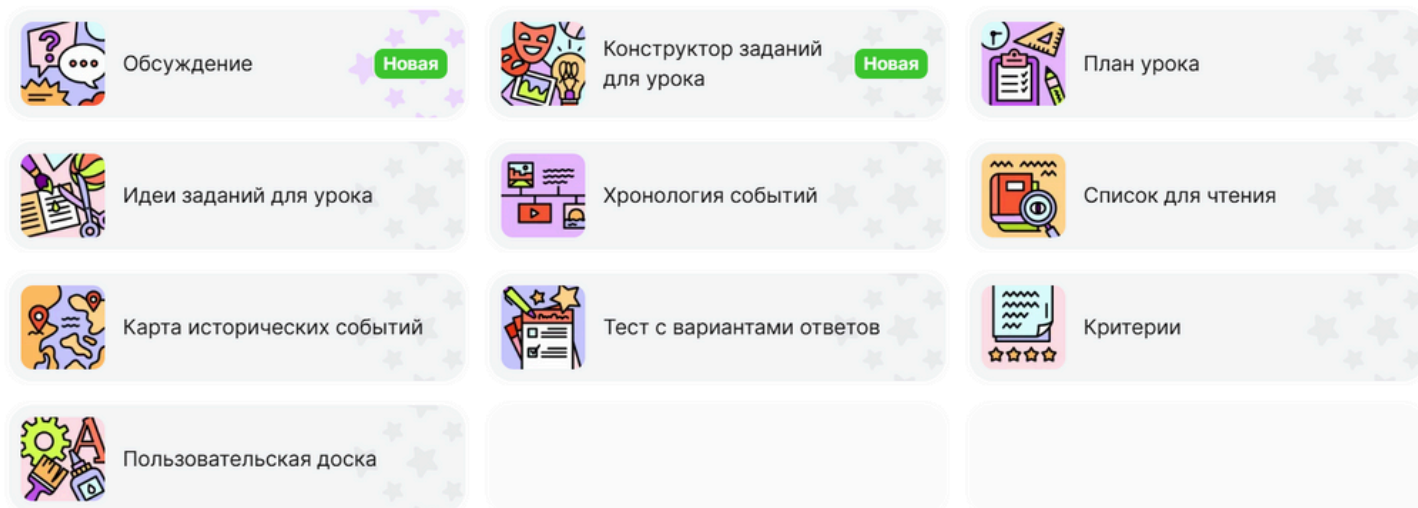 Обсуждение
Новая
Конструктор заданий
для урока
Новая
План урока
Идеи заданий для урока
Хронология событий
Список для чтения
Карта исторических событий
Тест с вариантами ответов
Критерии
Пользовательская доска